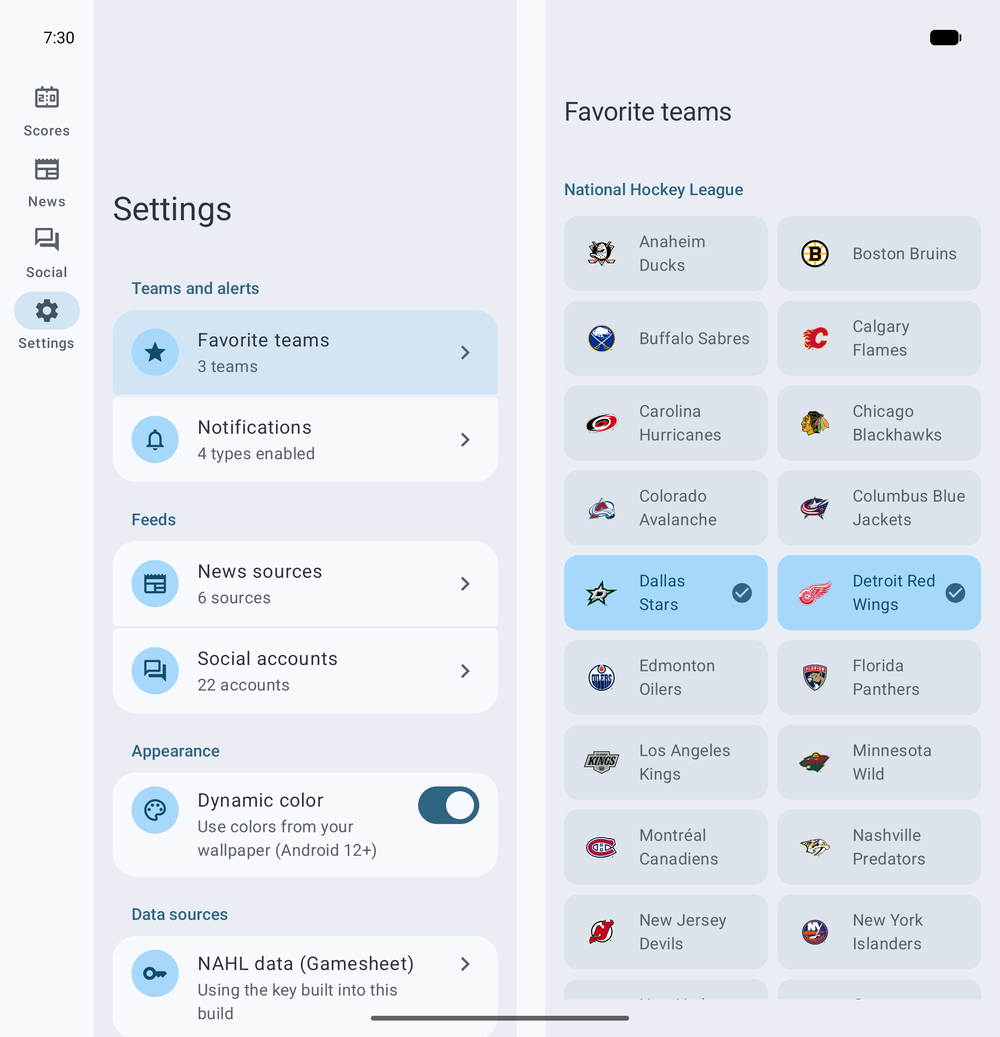 7:30
Scores
News
Social
Settings
Settings
Teams and alerts
Favorite teams
3 teams
Notifications
4 types enabled
Feeds
News sources
6 sources
Social accounts
22 accounts
Appearance
Dynamic color
Use colors from your
wallpaper (Android 12+)
Data sources
NAHL data (Gamesheet)
Using the key built into this
build
Favorite teams
National Hockey League
Anaheim
Ducks
Boston Bruins
Buffalo Sabres
Calgary
Flames
Carolina
Hurricanes
Chicago
Blackhawks
Colorado
Avalanche
Columbus Blue
Jackets
Dallas
Stars
Detroit Red
Wings
Edmonton
Oilers
Florida
Panthers
Los Angeles
Kings
Minnesota
Wild
Montréal
Canadiens
Nashville
Predators
New Jersey
Devils
New York
Islanders